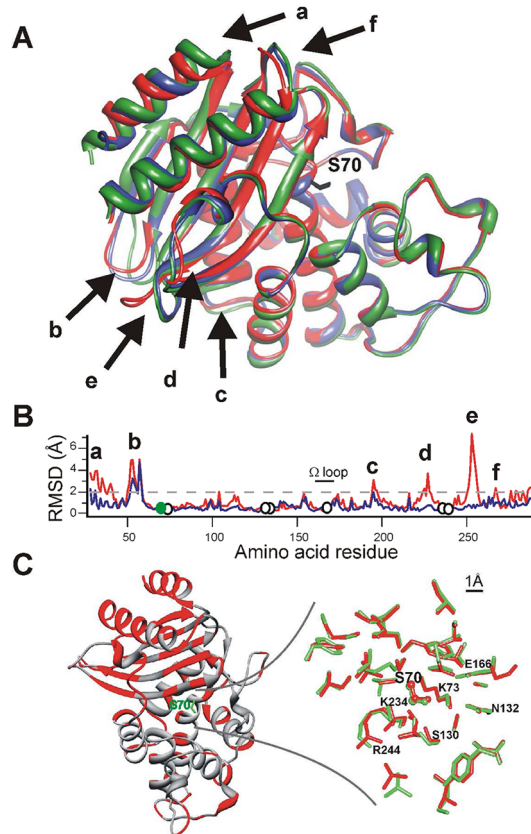 A
a
f
S70
b
e
d
c
B
RMSD (Å)
8
6
4
2
0
a
b
Ω loop
c
d
e
f
50
100
150
200
250
Amino acid residue
C
S70
1Å
E166
S70
K73
K234
N132
S130
R244